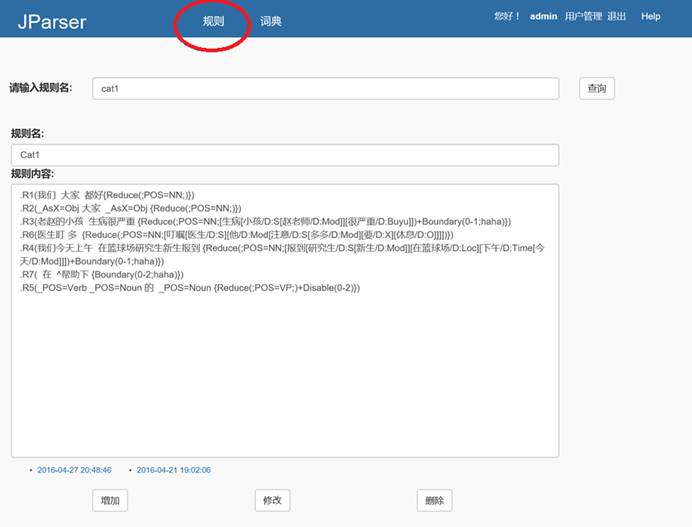 JParser 规则 词典 您好！ admin 用户管理 退出 Help
请输入规则名: cat1 查询
规则名:
Cat1
规则内容:
.R1(我们 大家 都好{Reduce(;POS=NN;)})
.R2(_AsX=Obj 大家 _AsX=Obj {Reduce(;POS=NN;)})
.R3(老赵的小孩 生病很严重 {Reduce(;POS=NN;[生病[小孩/D:S[赵老师/D:Mod]][很严重/D:Buyu]])+Boundary(0-1;haha)})
.R6(医生盯 多 {Reduce(;POS=NN;[叮嘱[医生/D:S][他/D:Mod[注意/D:S[多多/D:Mod][要/D:X][休息/D:O]]]])})
.R4(我们今天上午 在篮球场研究生新生报到 {Reduce(;POS=NN;[报到[研究生/D:S[新生/D:Mod]][在篮球场/D:Loc][下午/D:Time[今
天/D:Mod]]])+Boundary(0-1;haha)})
.R7( 在 ^帮助下 {Boundary(0-2;haha)})
.R5(_POS=Verb _POS=Noun 的 _POS=Noun {Reduce(;POS=VP;)+Disable(0-2)})
• 2016-04-27 20:48:46 • 2016-04-21 19:02:06
增加 修改 删除